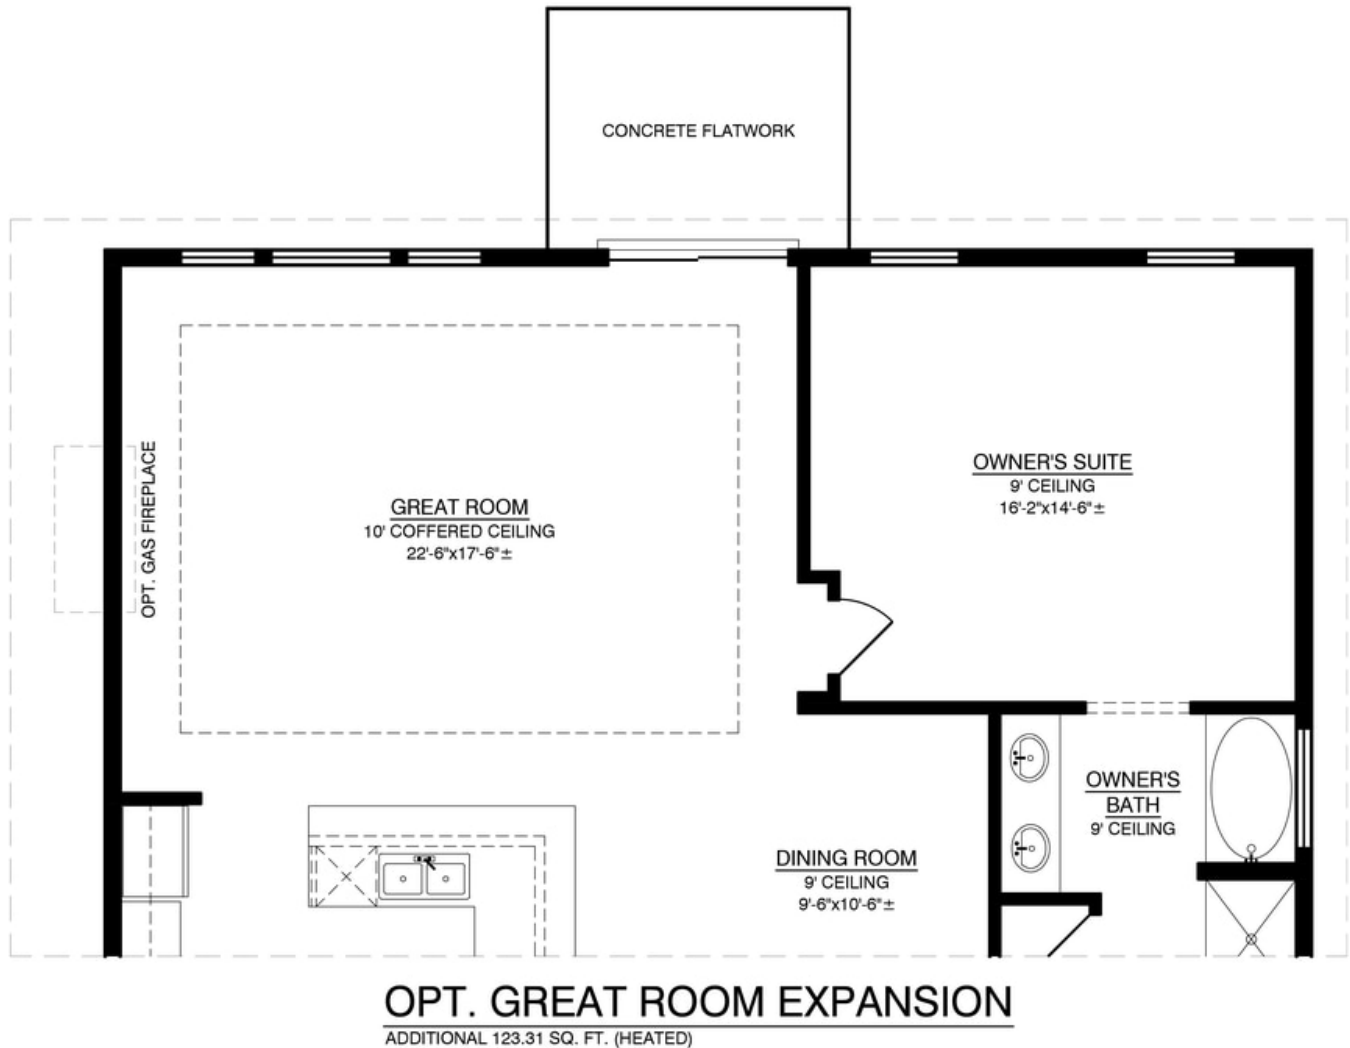 CONCRETE FLATWORK
OPT. GAS FIREPLACE
GREAT ROOM
10' COFFERED CEILING
22'-6"x17'-6"±
OWNER'S SUITE
9' CEILING
16'-2"x14'-6"±
OWNER'S
BATH
9' CEILING
DINING ROOM
9' CEILING
9'-6"x10'-6"±
OPT. GREAT ROOM EXPANSION
ADDITIONAL 123.31 SQ. FT. (HEATED)